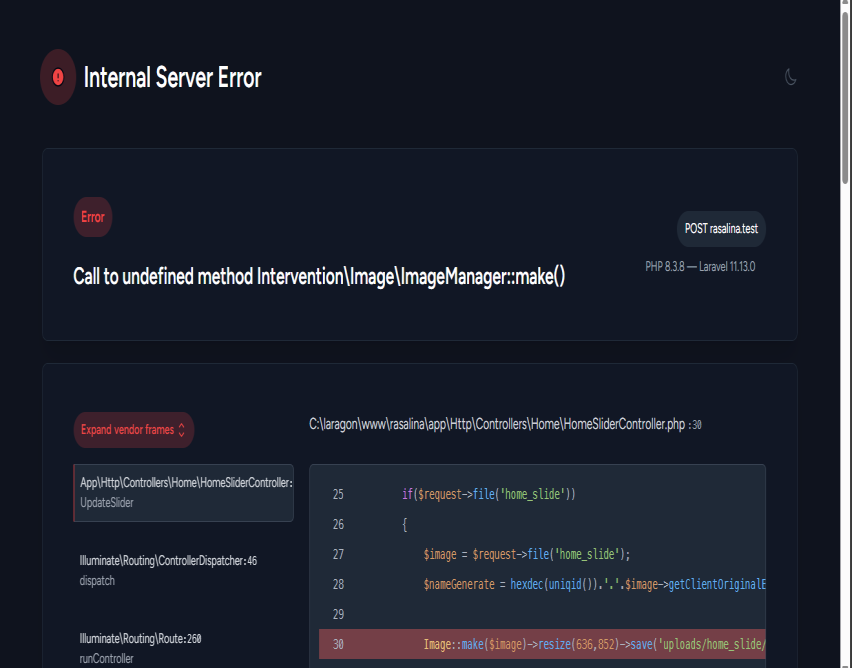 Internal Server Error
Error
POST rasalina.test
Call to undefined method Intervention\Image\ImageManager::make()
PHP 8.3.8 — Laravel 11.13.0
Expand vendor frames
C:\laragon\www\rasalina\app\Http\Controllers\Home\HomeSliderController.php :30
App\Http\Controllers\Home\HomeSliderController:
UpdateSlider
Illuminate\Routing\ControllerDispatcher:46
dispatch
Illuminate\Routing\Route:260
runController
25 if($request->file('home_slide'))
26 {
27 $image = $request->file('home_slide');
28 $nameGenerate = hexdec(uniqid()).'.'.$image->getClientOriginalE
29
30 Image::make($image)->resize(636,852)->save('uploads/home_slide/